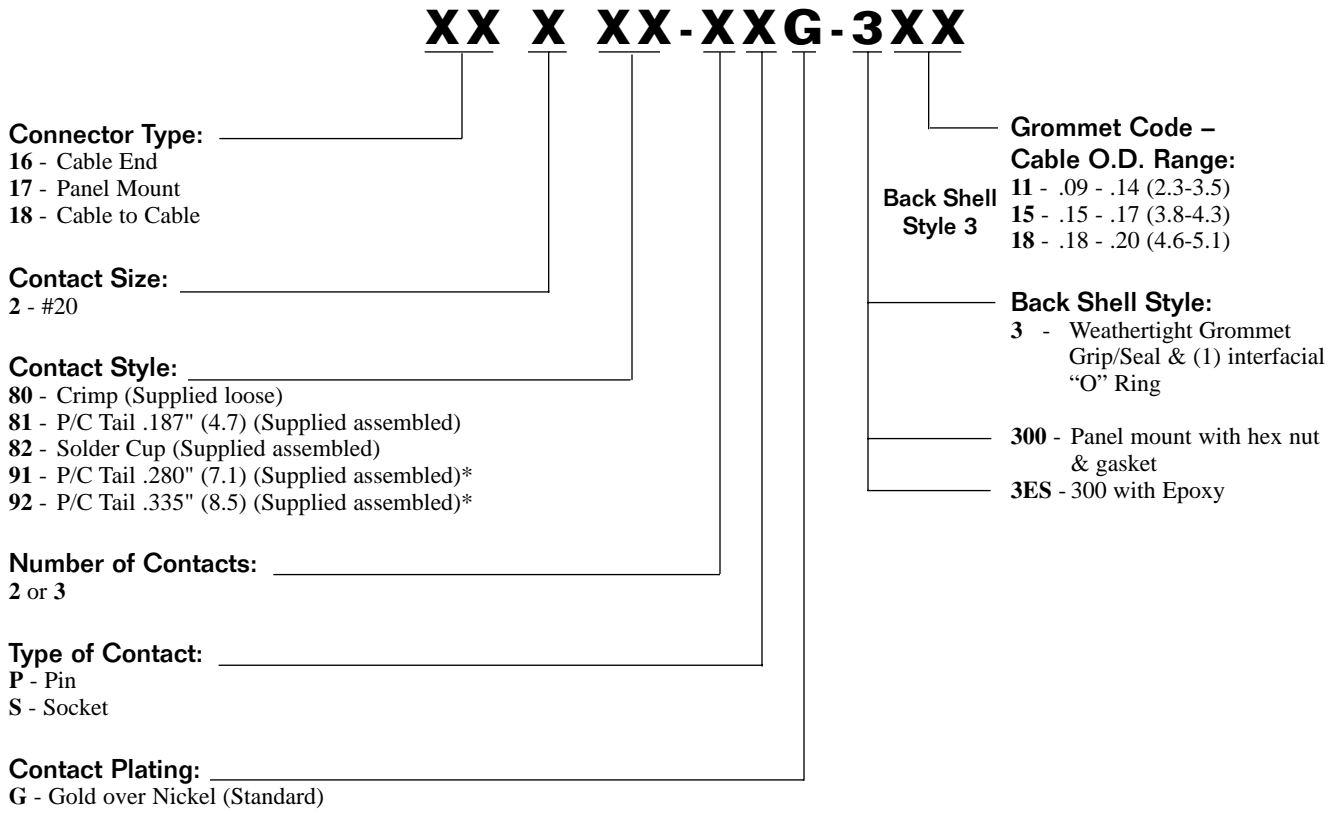 XX X XX-XXG-3XX
Connector Type:
16 - Cable End
17 - Panel Mount
18 - Cable to Cable
Contact Size:
2 - #20
Contact Style:
80 - Crimp (Supplied loose)
81 - P/C Tail .187" (4.7) (Supplied assembled)
82 - Solder Cup (Supplied assembled)
91 - P/C Tail .280" (7.1) (Supplied assembled)*
92 - P/C Tail .335" (8.5) (Supplied assembled)*
Number of Contacts:
2 or 3
Type of Contact:
P - Pin
S - Socket
Contact Plating:
G - Gold over Nickel (Standard)
Back Shell
Style 3
Grommet Code –
Cable O.D. Range:
11 - .09 - .14 (2.3-3.5)
15 - .15 - .17 (3.8-4.3)
18 - .18 - .20 (4.6-5.1)
Back Shell Style:
3 - Weathertight Grommet
Grip/Seal & (1) interfacial
“O” Ring
300 - Panel mount with hex nut
& gasket
3ES - 300 with Epoxy